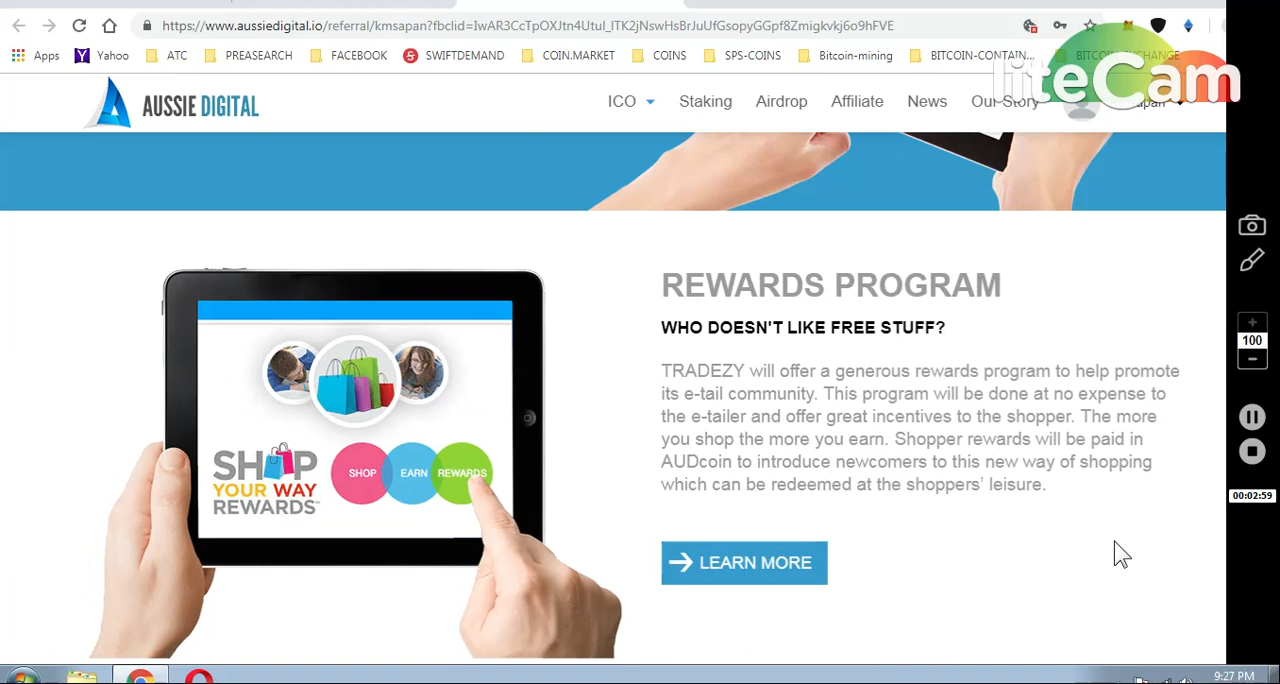 https://www.aussiedigital.io/referral/kmsapan?fbclid=IwAR3CcTpOXJtn4Utul_lTK2jNswHsBrJuUfGsopyGGpf8Zmigkvkj6o9hFVE
Apps Yahoo ATC PREASEARCH FACEBOOK SWIFTDEMAND COIN.MARKET COINS SPS-COINS Bitcoin-mining BITCOIN-CONTAIN... BITCOIN-EXCHANGE
liteCam
AUSSIE DIGITAL
ICO Staking Airdrop Affiliate News Our Story
REWARDS PROGRAM
WHO DOESN'T LIKE FREE STUFF?
TRADEZY will offer a generous rewards program to help promote
its e-tail community. This program will be done at no expense to
the e-tailer and offer great incentives to the shopper. The more
you shop the more you earn. Shopper rewards will be paid in
AUDcoin to introduce newcomers to this new way of shopping
which can be redeemed at the shoppers’ leisure.
LEARN MORE
SHOP
YOUR WAY
REWARDS
SHOP EARN REWARDS
100
00:02:59
9:27 PM